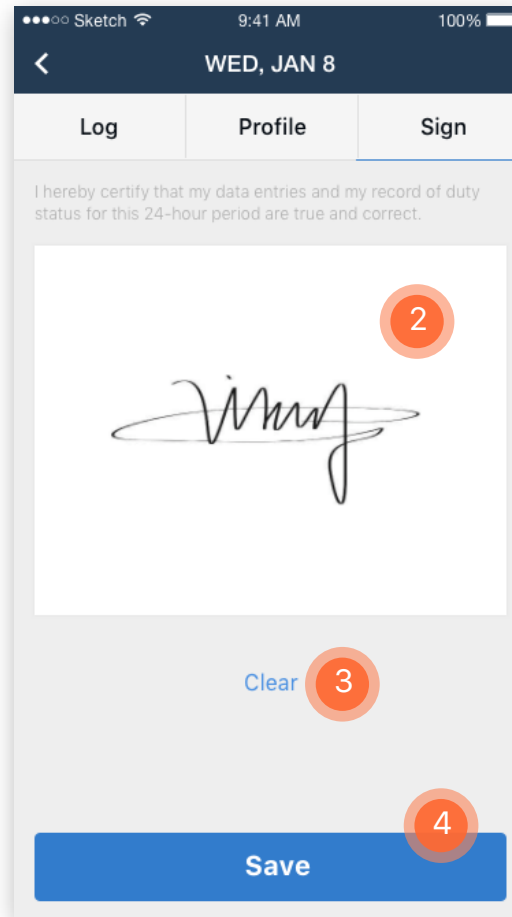 Sketch 9:41 AM 100%
WED, JAN 8
Log Profile Sign
I hereby certify that my data entries and my record of duty
status for this 24-hour period are true and correct.
2
Clear 3
4
Save